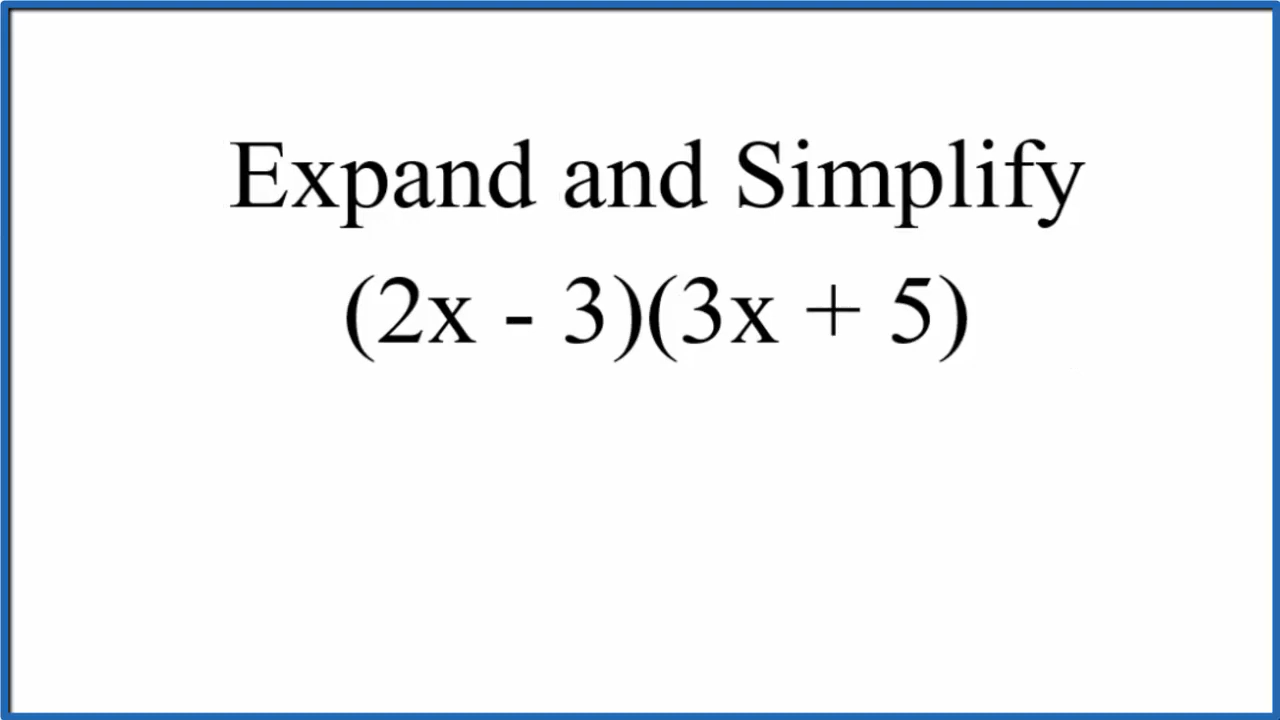 Expand and Simplify
(2x - 3)(3x + 5)